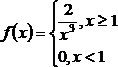 f(x) = { 2/x³, x ≥ 1
0, x < 1